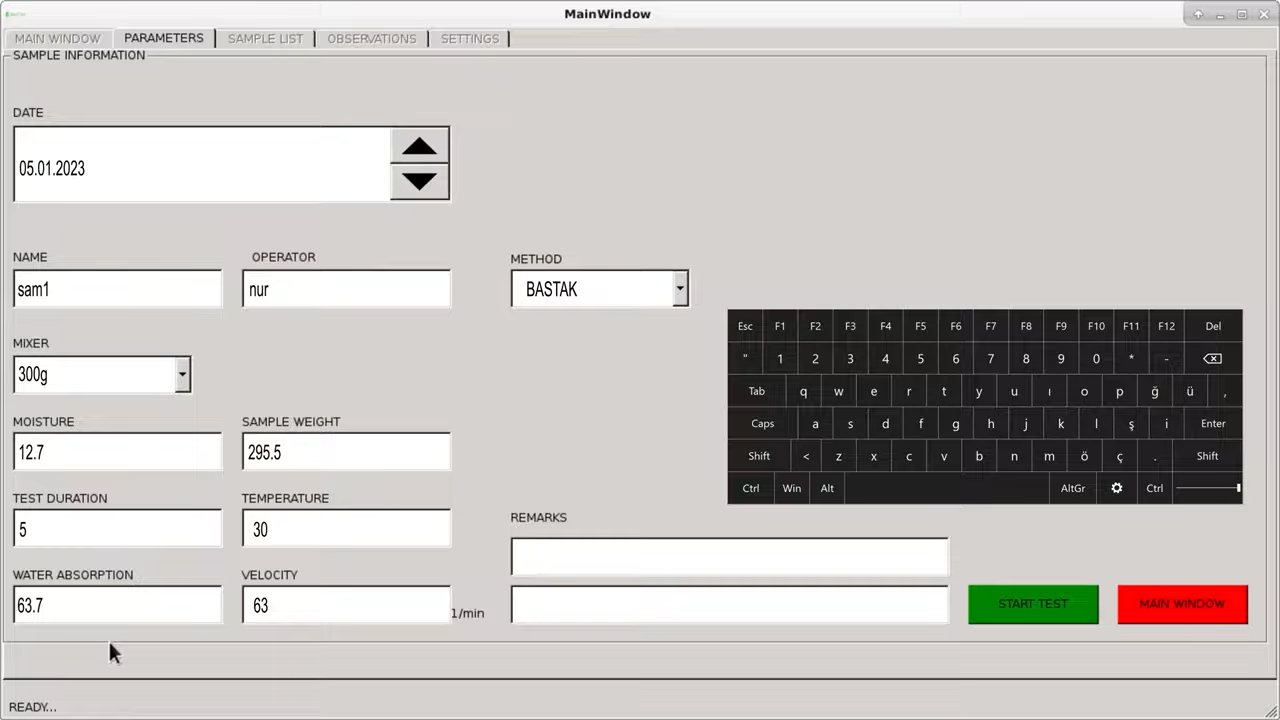 MainWindow
MAIN WINDOW PARAMETERS SAMPLE LIST OBSERVATIONS SETTINGS
SAMPLE INFORMATION
DATE
05.01.2023
NAME OPERATOR METHOD
sam1 nur BASTAK
MIXER
300g
MOISTURE SAMPLE WEIGHT
12.7 295.5
TEST DURATION TEMPERATURE
5 30
WATER ABSORPTION VELOCITY
63.7 63 1/min
Esc F1 F2 F3 F4 F5 F6 F7 F8 F9 F10 F11 F12 Del
" 1 2 3 4 5 6 7 8 9 0 * -
Tab q w e r t y u ı o p ğ ü ,
Caps a s d f g h j k l ş i Enter
Shift < z x c v b n m ö ç . Shift
Ctrl Win Alt AltGr Ctrl
REMARKS
START TEST MAIN WINDOW
READY...